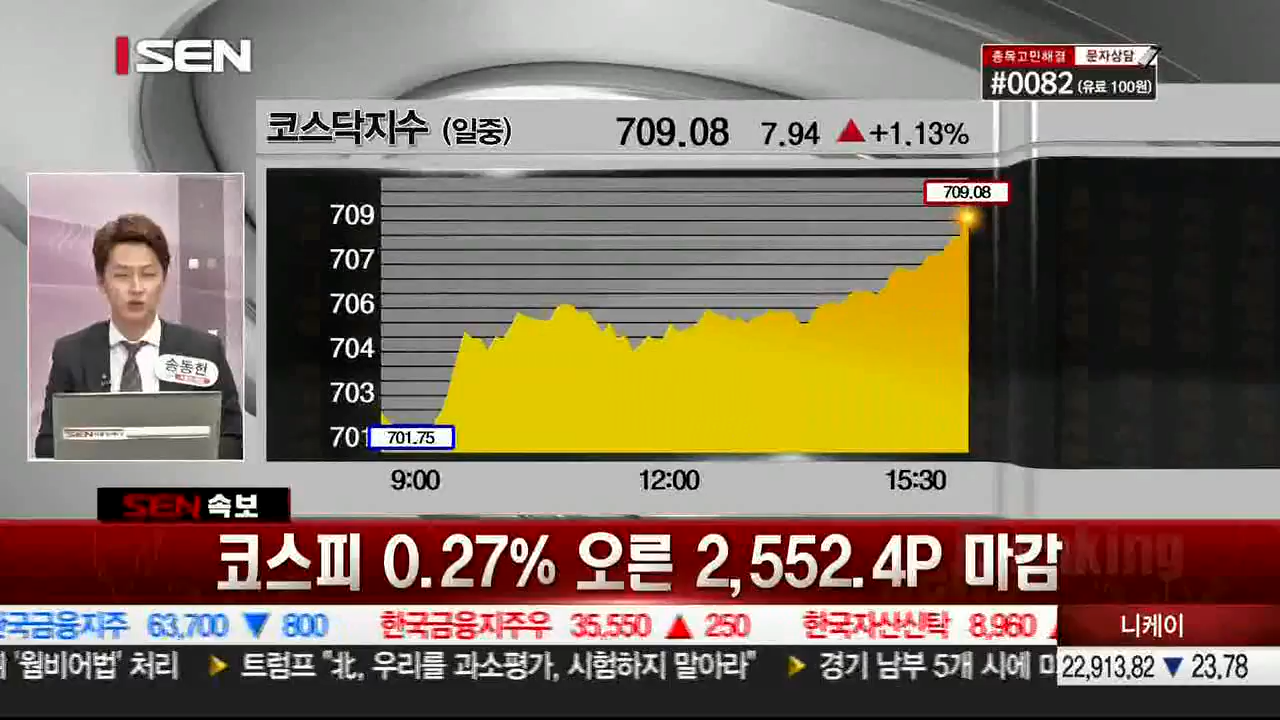 SEN
종목고민해결 문자상담
#0082 (유료 100원)
코스닥지수 (일중) 709.08 7.94 ▲+1.13%
709.08
709
707
706
704
703
701
701.75
9:00 12:00 15:30
송동현
SEN
SEN 속보
코스피 0.27% 오른 2,552.4P 마감
한국금융지주 63,700 ▼ 800 한국금융지주우 35,550 ▲ 250 한국자산신탁 8,960 ▲
니케이
'웜비어법' 처리 ▶ 트럼프 "北, 우리를 과소평가, 시험하지 말아라" ▶ 경기 남부 5개 시에
22,913.82 ▼ 23.78